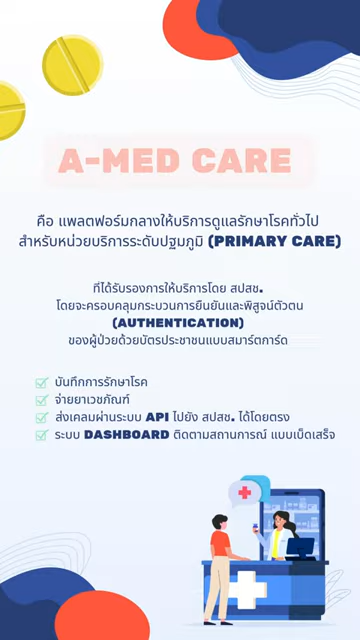 A-MED CARE
คือ แพลตฟอร์มกลางให้บริการดูแลรักษาโรคทั่วไป
สำหรับหน่วยบริการระดับปฐมภูมิ (PRIMARY CARE)
ที่ได้รับรองการให้บริการโดย สปสช.
โดยจะครอบคลุมกระบวนการยืนยันและพิสูจน์ตัวตน
(AUTHENTICATION)
ของผู้ป่วยด้วยบัตรประชาชนแบบสมาร์ตการ์ด
บันทึกการรักษาโรค
จ่ายยาเวชภัณฑ์
ส่งเคลมผ่านระบบ API ไปยัง สปสช. ได้โดยตรง
ระบบ DASHBOARD ติดตามสถานการณ์ แบบเบ็ดเสร็จ